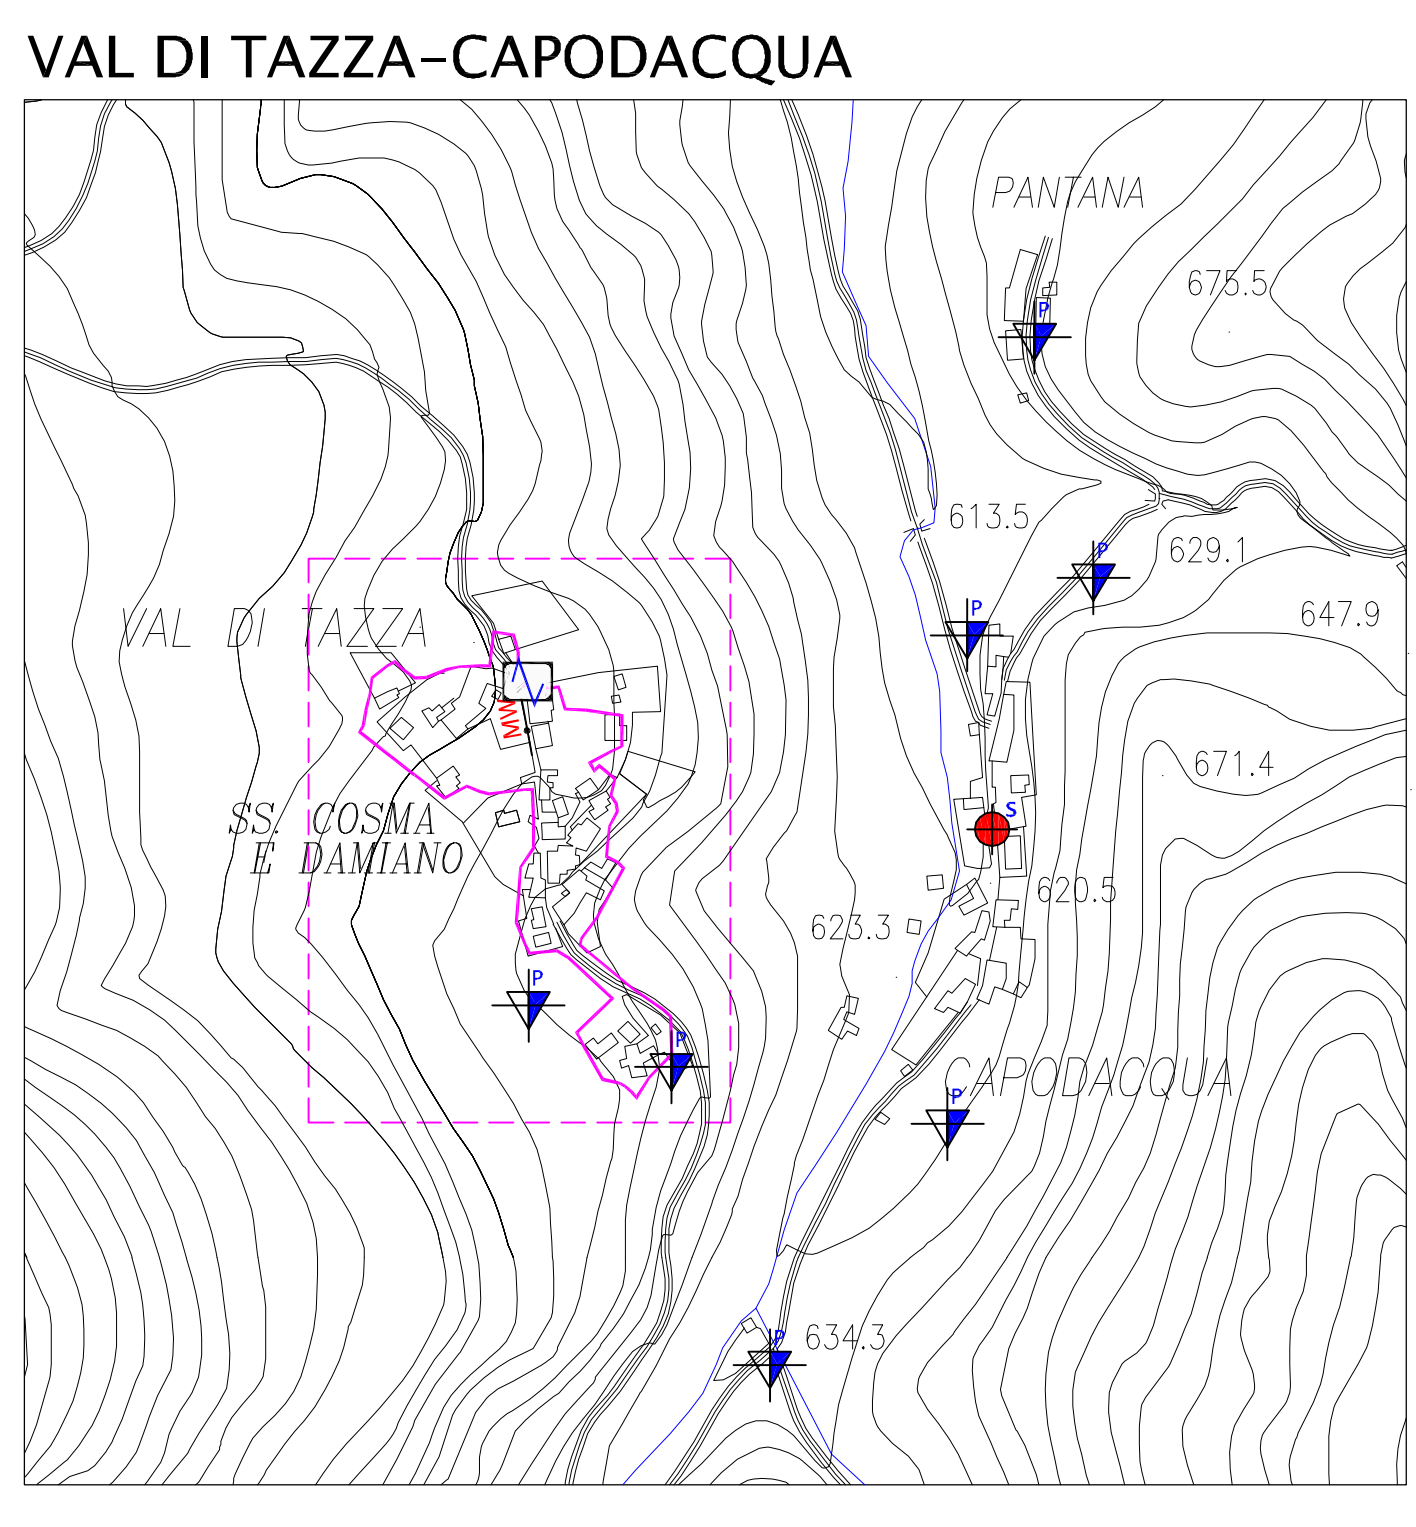 VAL DI TAZZA-CAPODACQUA
PANTANA
675.5
P
613.5
P
629.1
P
647.9
VAL DI TAZZA
MW
671.4
SS. COSMA
E DAMIANO
S
620.5
623.3
P
P
CAPODACQUA
P
P
634.3